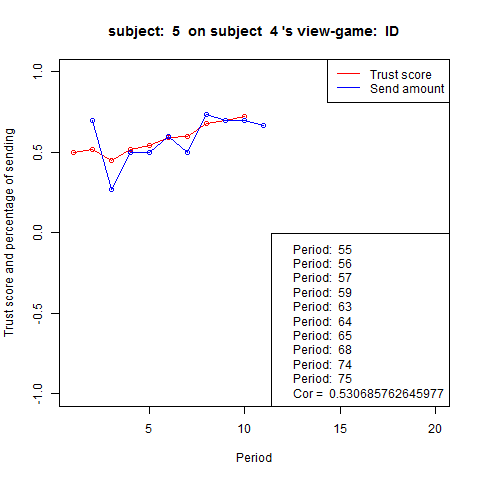 subject:  5  on subject  4 's view-game:  ID
Trust score
Send amount
Trust score and percentage of sending
1.0
0.5
0.0
-0.5
-1.0
Period:  55
Period:  56
Period:  57
Period:  59
Period:  63
Period:  64
Period:  65
Period:  68
Period:  74
Period:  75
Cor =  0.530685762645977
5
10
15
20
Period